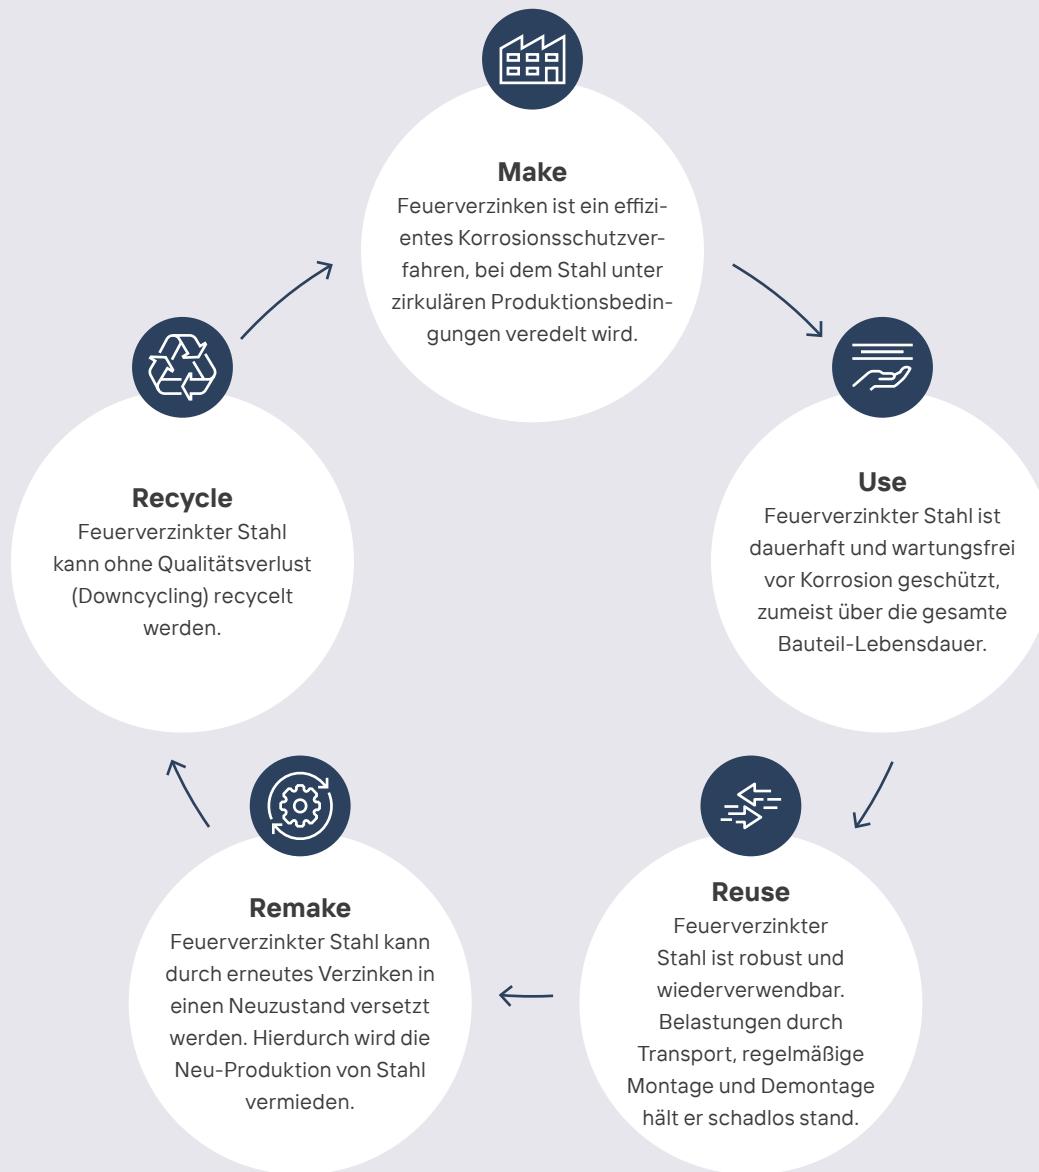 Make
Feuerverzinken ist ein effizi-
entes Korrosionsschutzver-
fahren, bei dem Stahl unter
zirkulären Produktionsbedin-
gungen veredelt wird.
Use
Feuerverzinkter Stahl ist
dauerhaft und wartungsfrei
vor Korrosion geschützt,
zumeist über die gesamte
Bauteil-Lebensdauer.
Reuse
Feuerverzinkter
Stahl ist robust und
wiederverwendbar.
Belastungen durch
Transport, regelmäßige
Montage und Demontage
hält er schadlos stand.
Remake
Feuerverzinkter Stahl kann
durch erneutes Verzinken in
einen Neuzustand versetzt
werden. Hierdurch wird die
Neu-Produktion von Stahl
vermieden.
Recycle
Feuerverzinkter Stahl
kann ohne Qualitätsverlust
(Downcycling) recycelt
werden.